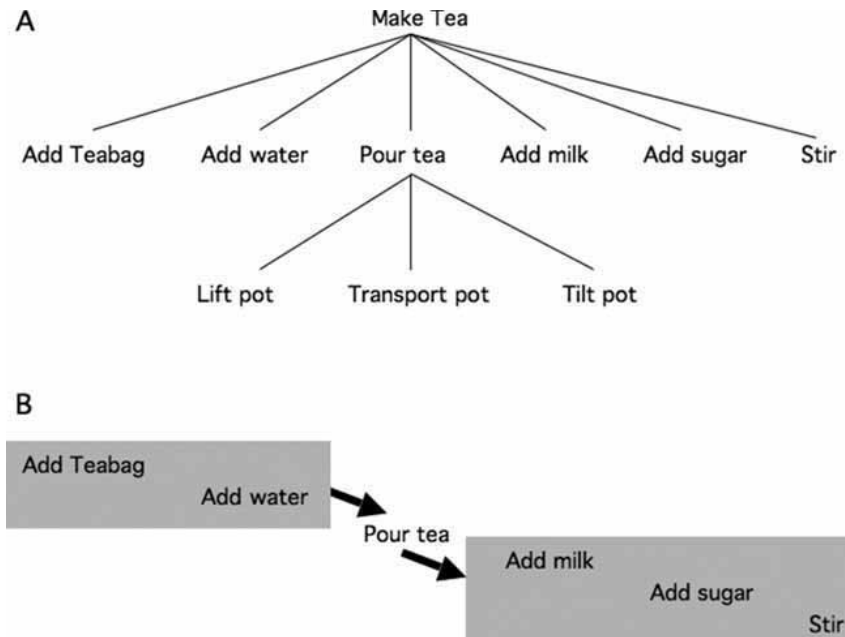 A
Make Tea
Add Teabag Add water Pour tea Add milk Add sugar Stir
Lift pot Transport pot Tilt pot
B
Add Teabag
Add water
Pour tea
Add milk
Add sugar
Stir